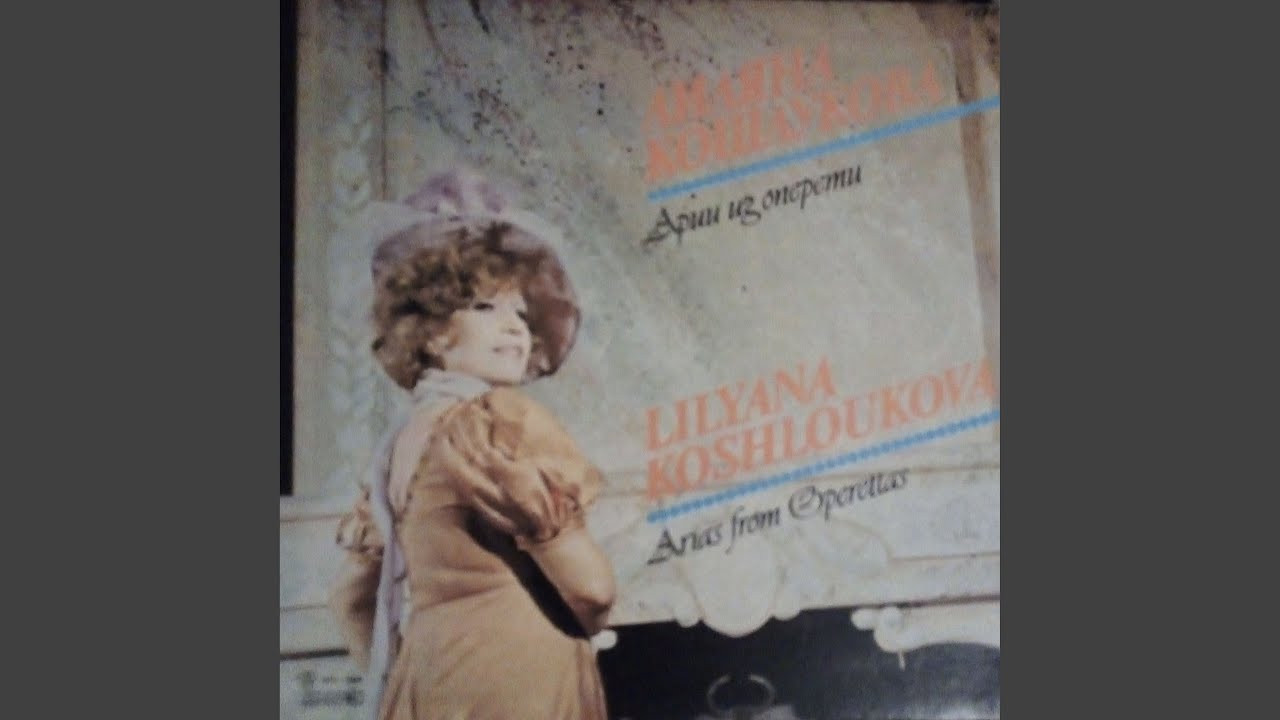 ЛИЛЯНА
КОШЛУКОВА
Арии из оперети
LILYANA
KOSHLOUKOVA
Arias from Operettas